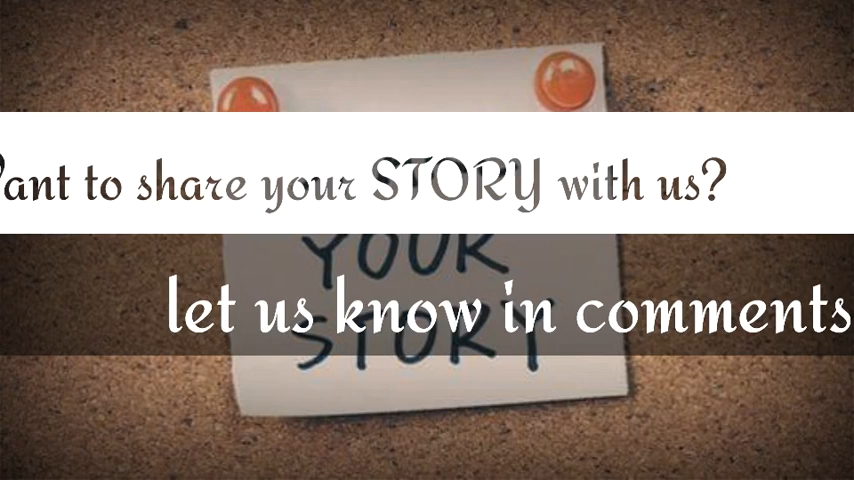 Want to share your STORY with us?
YOUR
let us know in comments
STORY